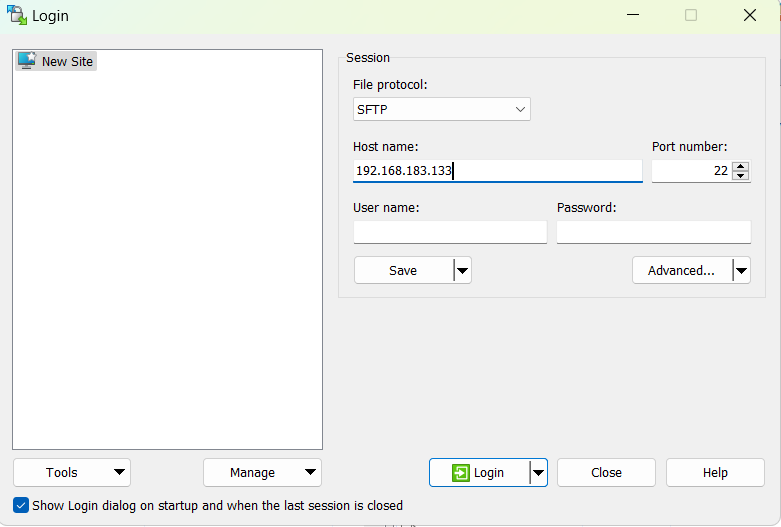 Login
New Site
Session
File protocol:
SFTP
Host name:
Port number:
192.168.183.133
22
User name:
Password:
Save
Advanced...
Tools
Manage
Login
Close
Help
Show Login dialog on startup and when the last session is closed